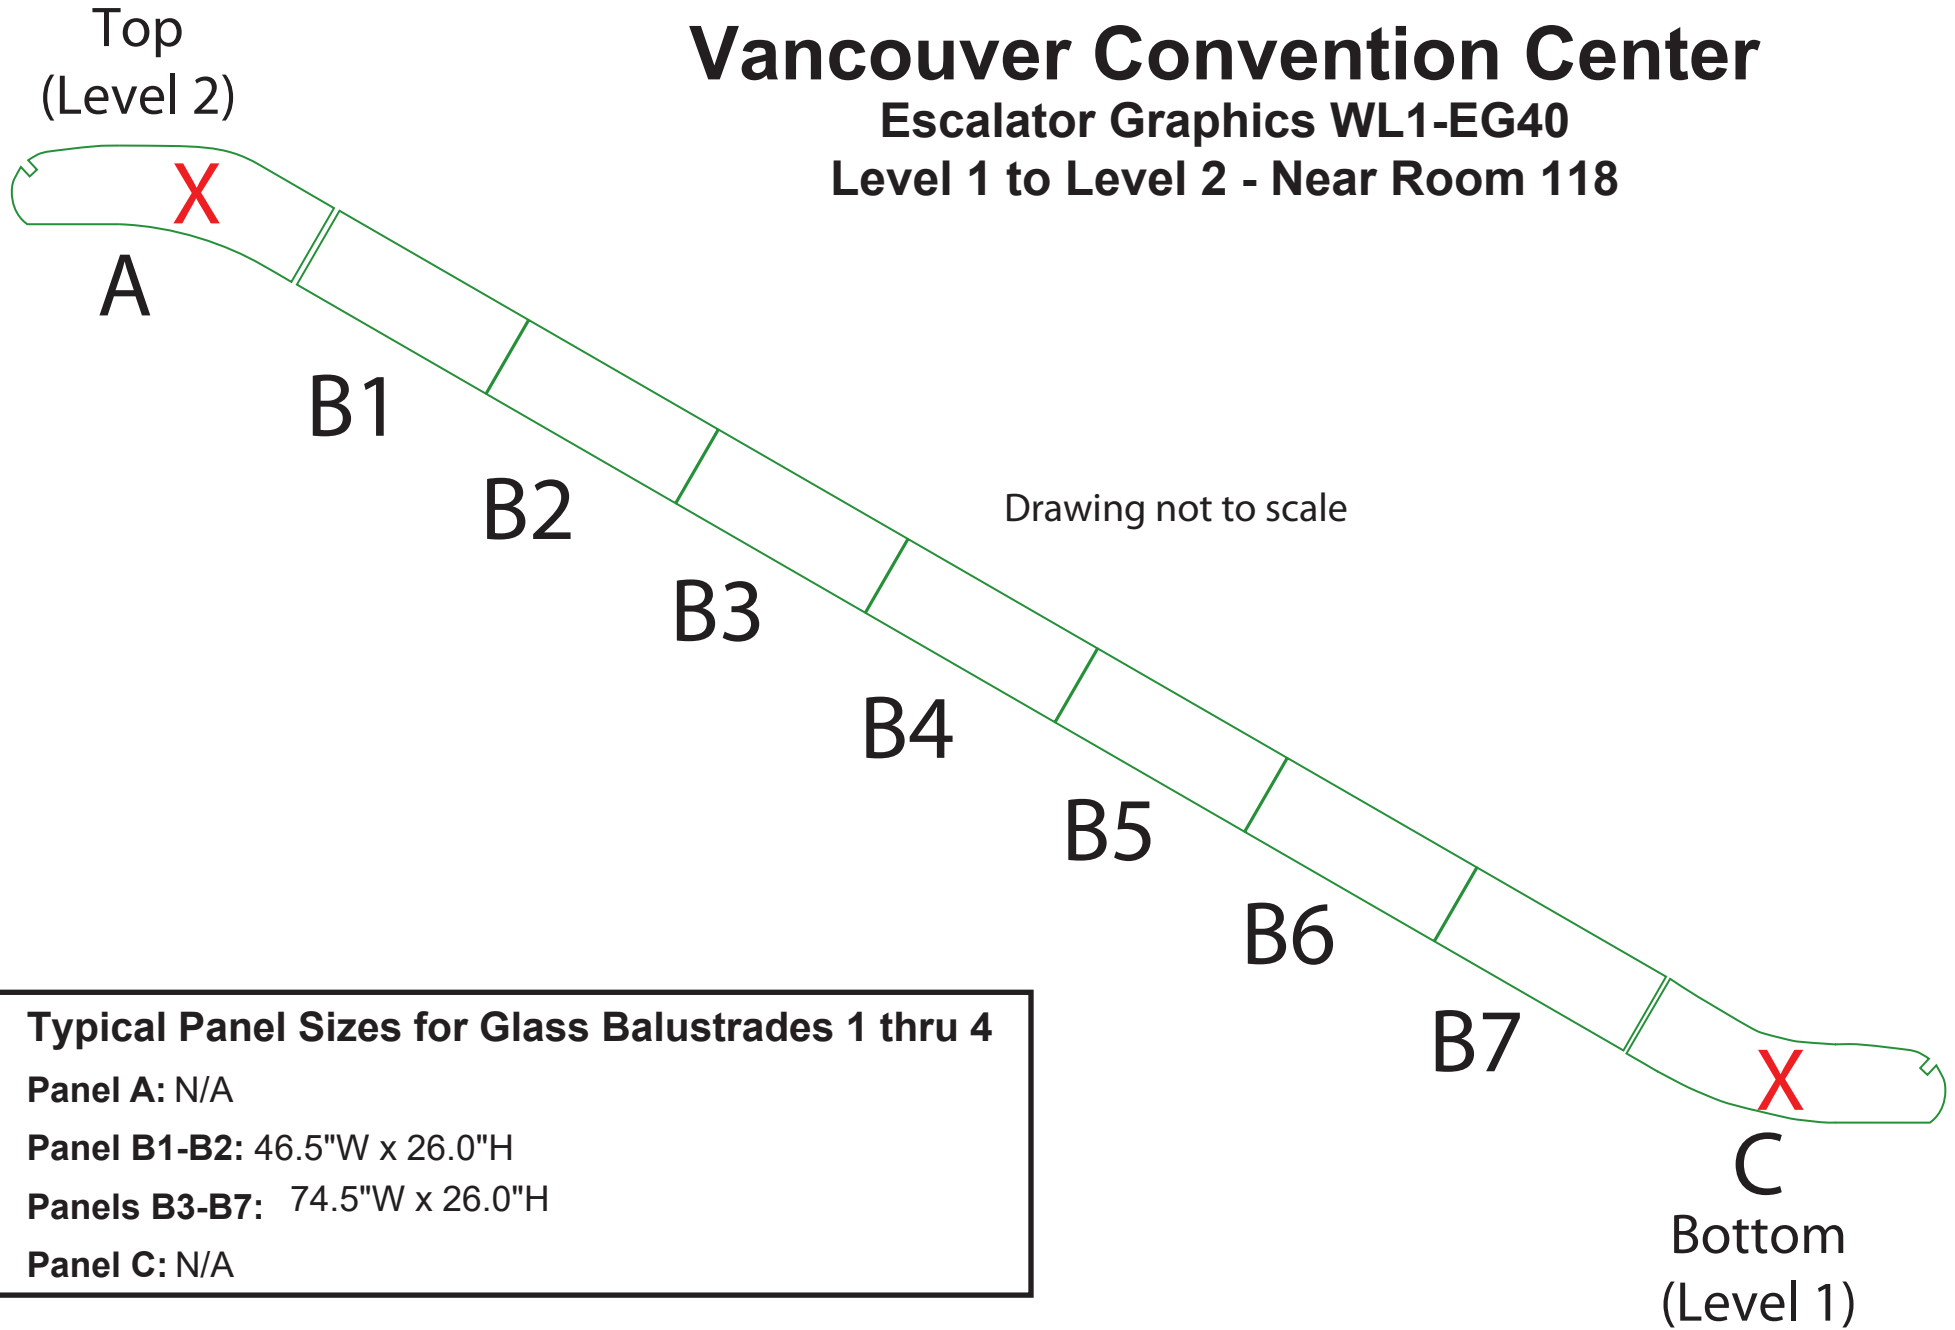 Top
(Level 2)
Vancouver Convention Center
Escalator Graphics WL1-EG40
Level 1 to Level 2 - Near Room 118
X
A
B1
B2
Drawing not to scale
B3
B4
B5
B6
B7
X
C
Bottom
(Level 1)
Typical Panel Sizes for Glass Balustrades 1 thru 4
Panel A: N/A
Panel B1-B2: 46.5"W x 26.0"H
Panels B3-B7: 74.5"W x 26.0"H
Panel C: N/A